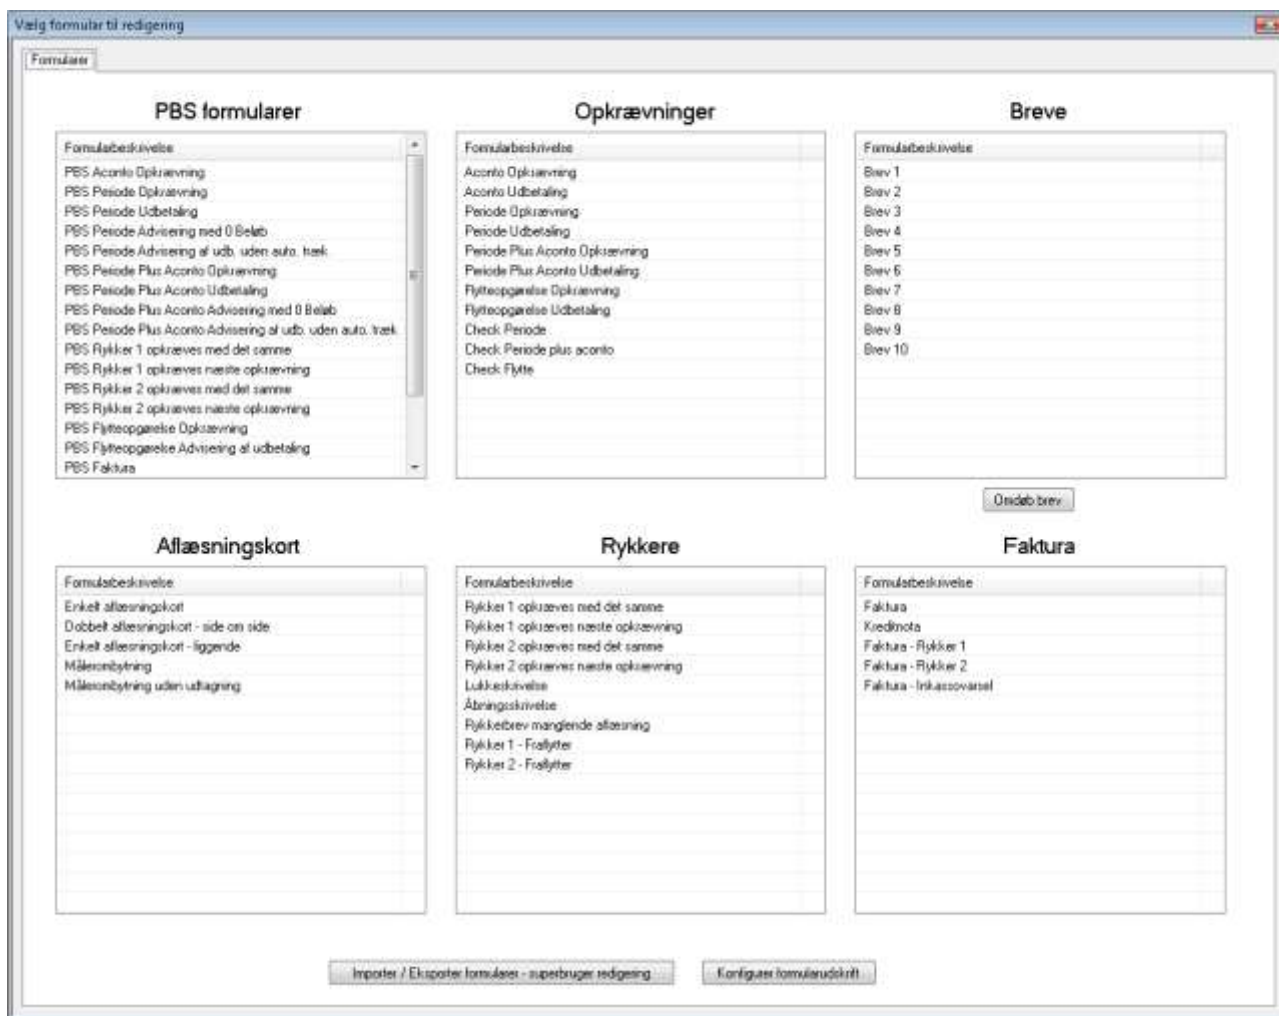 Vælg formular til redigering
Formularer
PBS formularer
Formularbeskrivelse
PBS Aconto Opkrævning
PBS Periode Opkrævning
PBS Periode Udbetaling
PBS Periode Advisering med 0 Beløb
PBS Periode Advisering af udb. uden auto. træk
PBS Periode Plus Aconto Opkrævning
PBS Periode Plus Aconto Udbetaling
PBS Periode Plus Aconto Advisering med 0 Beløb
PBS Periode Plus Aconto Advisering af udb. uden auto. træk
PBS Rykker 1 opkræves med det samme
PBS Rykker 1 opkræves næste opkrævning
PBS Rykker 2 opkræves med det samme
PBS Rykker 2 opkræves næste opkrævning
PBS Flytteopgørelse Opkrævning
PBS Flytteopgørelse Advisering af udbetaling
PBS Faktura
Opkrævninger
Formularbeskrivelse
Aconto Opkrævning
Aconto Udbetaling
Periode Opkrævning
Periode Udbetaling
Periode Plus Aconto Opkrævning
Periode Plus Aconto Udbetaling
Flytteopgørelse Opkrævning
Flytteopgørelse Udbetaling
Check Periode
Check Periode plus aconto
Check Flytte
Breve
Formularbeskrivelse
Brev 1
Brev 2
Brev 3
Brev 4
Brev 5
Brev 6
Brev 7
Brev 8
Brev 9
Brev 10
Omdøb brev
Aflæsningskort
Formularbeskrivelse
Enkelt aflæsningskort
Dobbelt aflæsningskort - side om side
Enkelt aflæsningskort - liggende
Målerombytning
Målerombytning uden udtagning
Rykkere
Formularbeskrivelse
Rykker 1 opkræves med det samme
Rykker 1 opkræves næste opkrævning
Rykker 2 opkræves med det samme
Rykker 2 opkræves næste opkrævning
Lukkeskrivelse
Åbningsskrivelse
Rykkerbrev manglende aflæsning
Rykker 1 - Fraflytter
Rykker 2 - Fraflytter
Faktura
Formularbeskrivelse
Faktura
Kreditnota
Faktura - Rykker 1
Faktura - Rykker 2
Faktura - Inkassovarsel
Importer / Eksporter formularer - superbruger redigering
Konfigurer formularudskrift